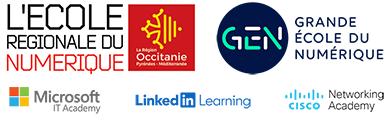 L'ECOLE
REGIONALE DU
NUMERIQUE
La Région
Occitanie
Pyrénées - Méditerranée
GEN
GRANDE
ÉCOLE DU
NUMÉRIQUE
Microsoft
IT Academy
Linked in Learning
CISCO
Networking
Academy